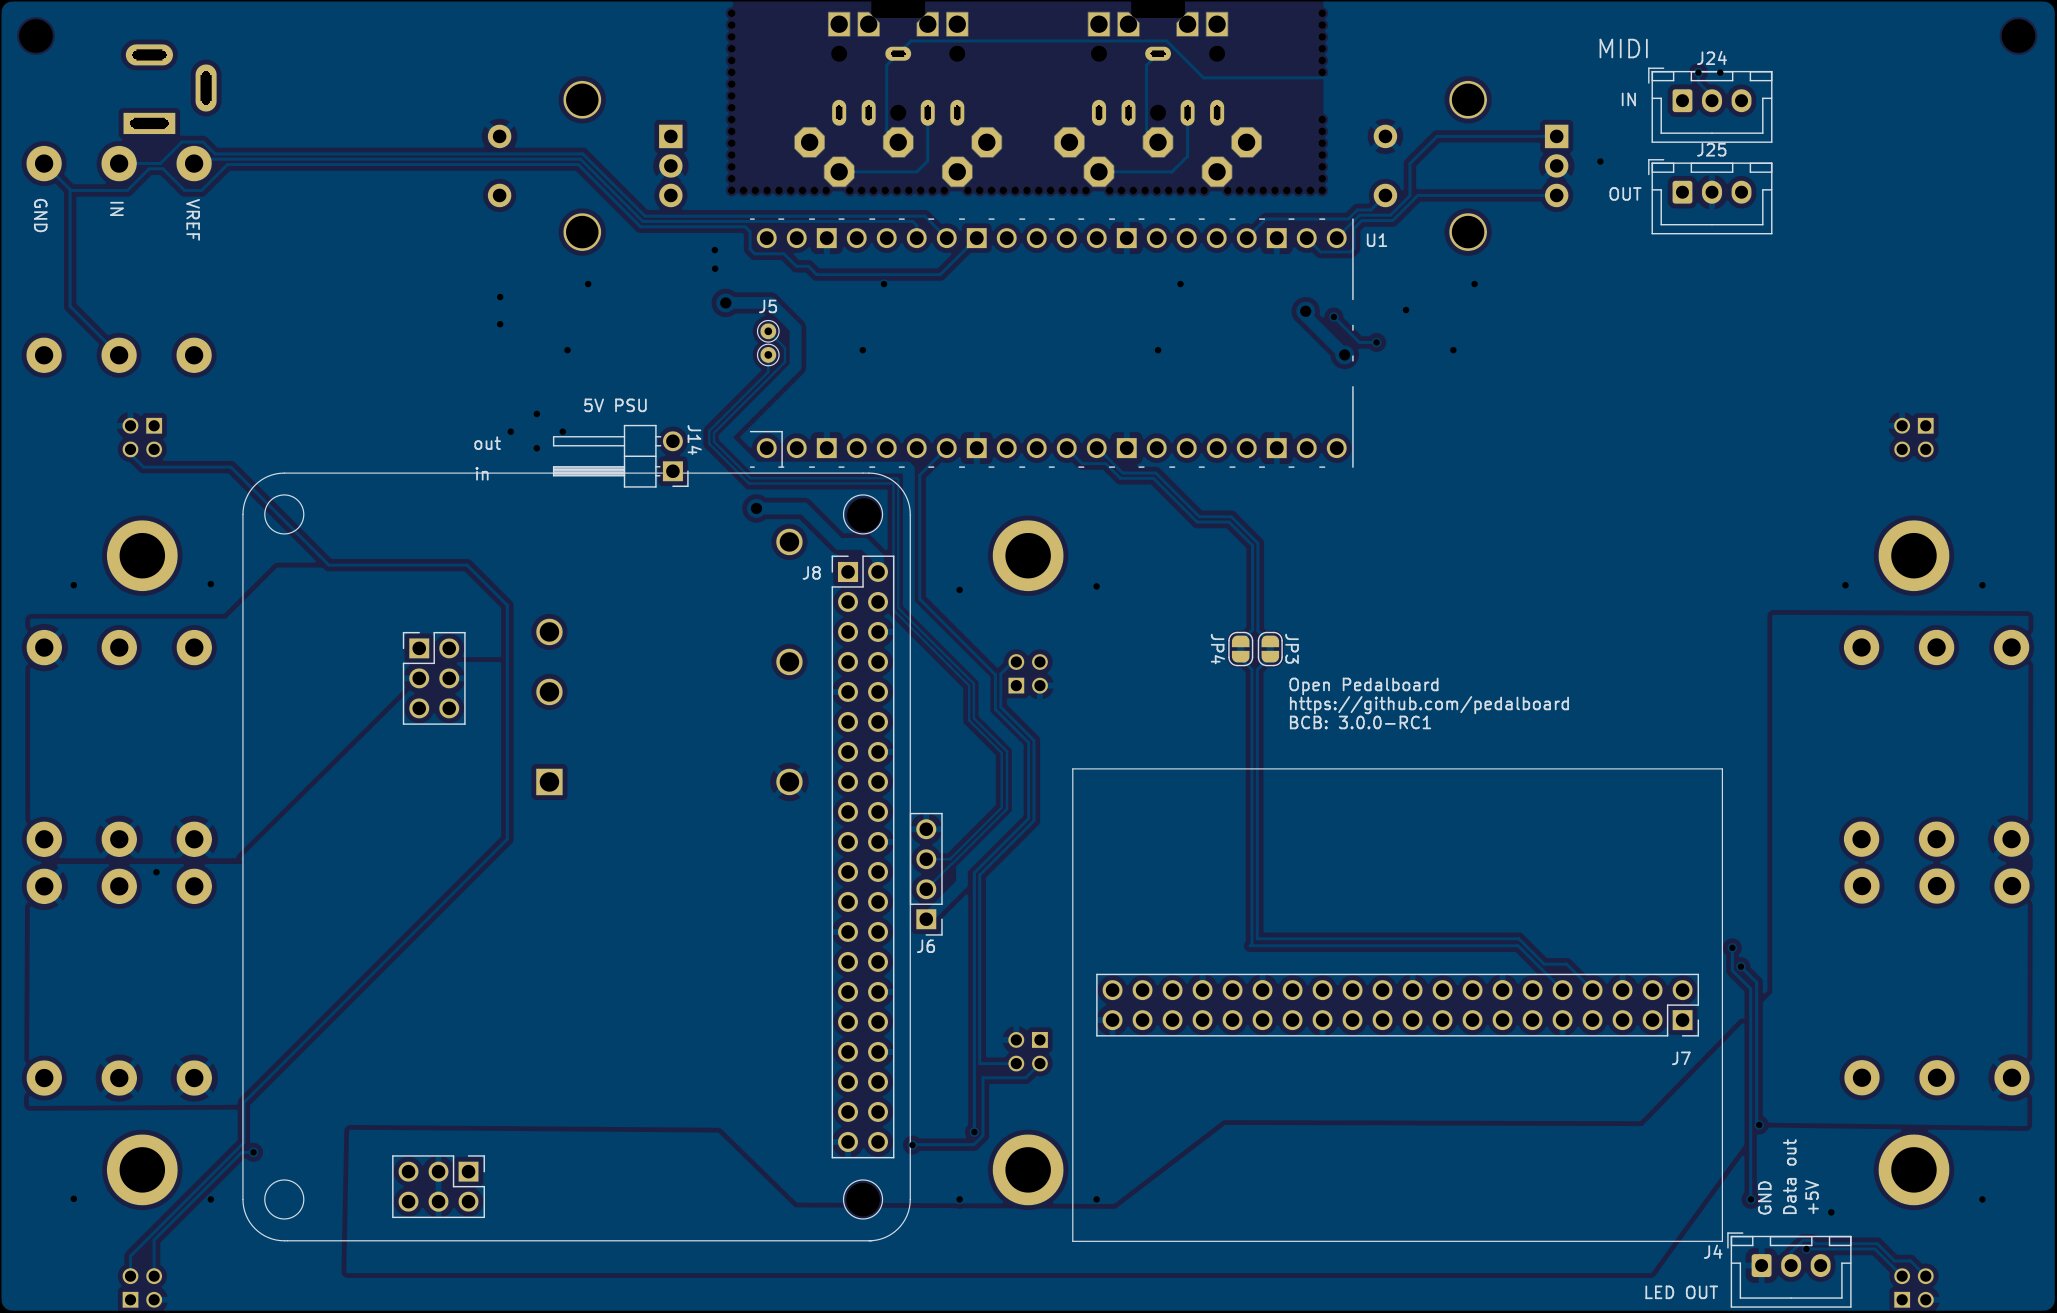 MIDI
J24
IN
J25
OUT
GND
IN
VREF
U1
J5
5V PSU
out
J14
in
J8
JP4
JP3
Open Pedalboard
https://github.com/pedalboard
BCB: 3.0.0-RC1
J6
J7
GND
Data out
+5V
J4
LED OUT